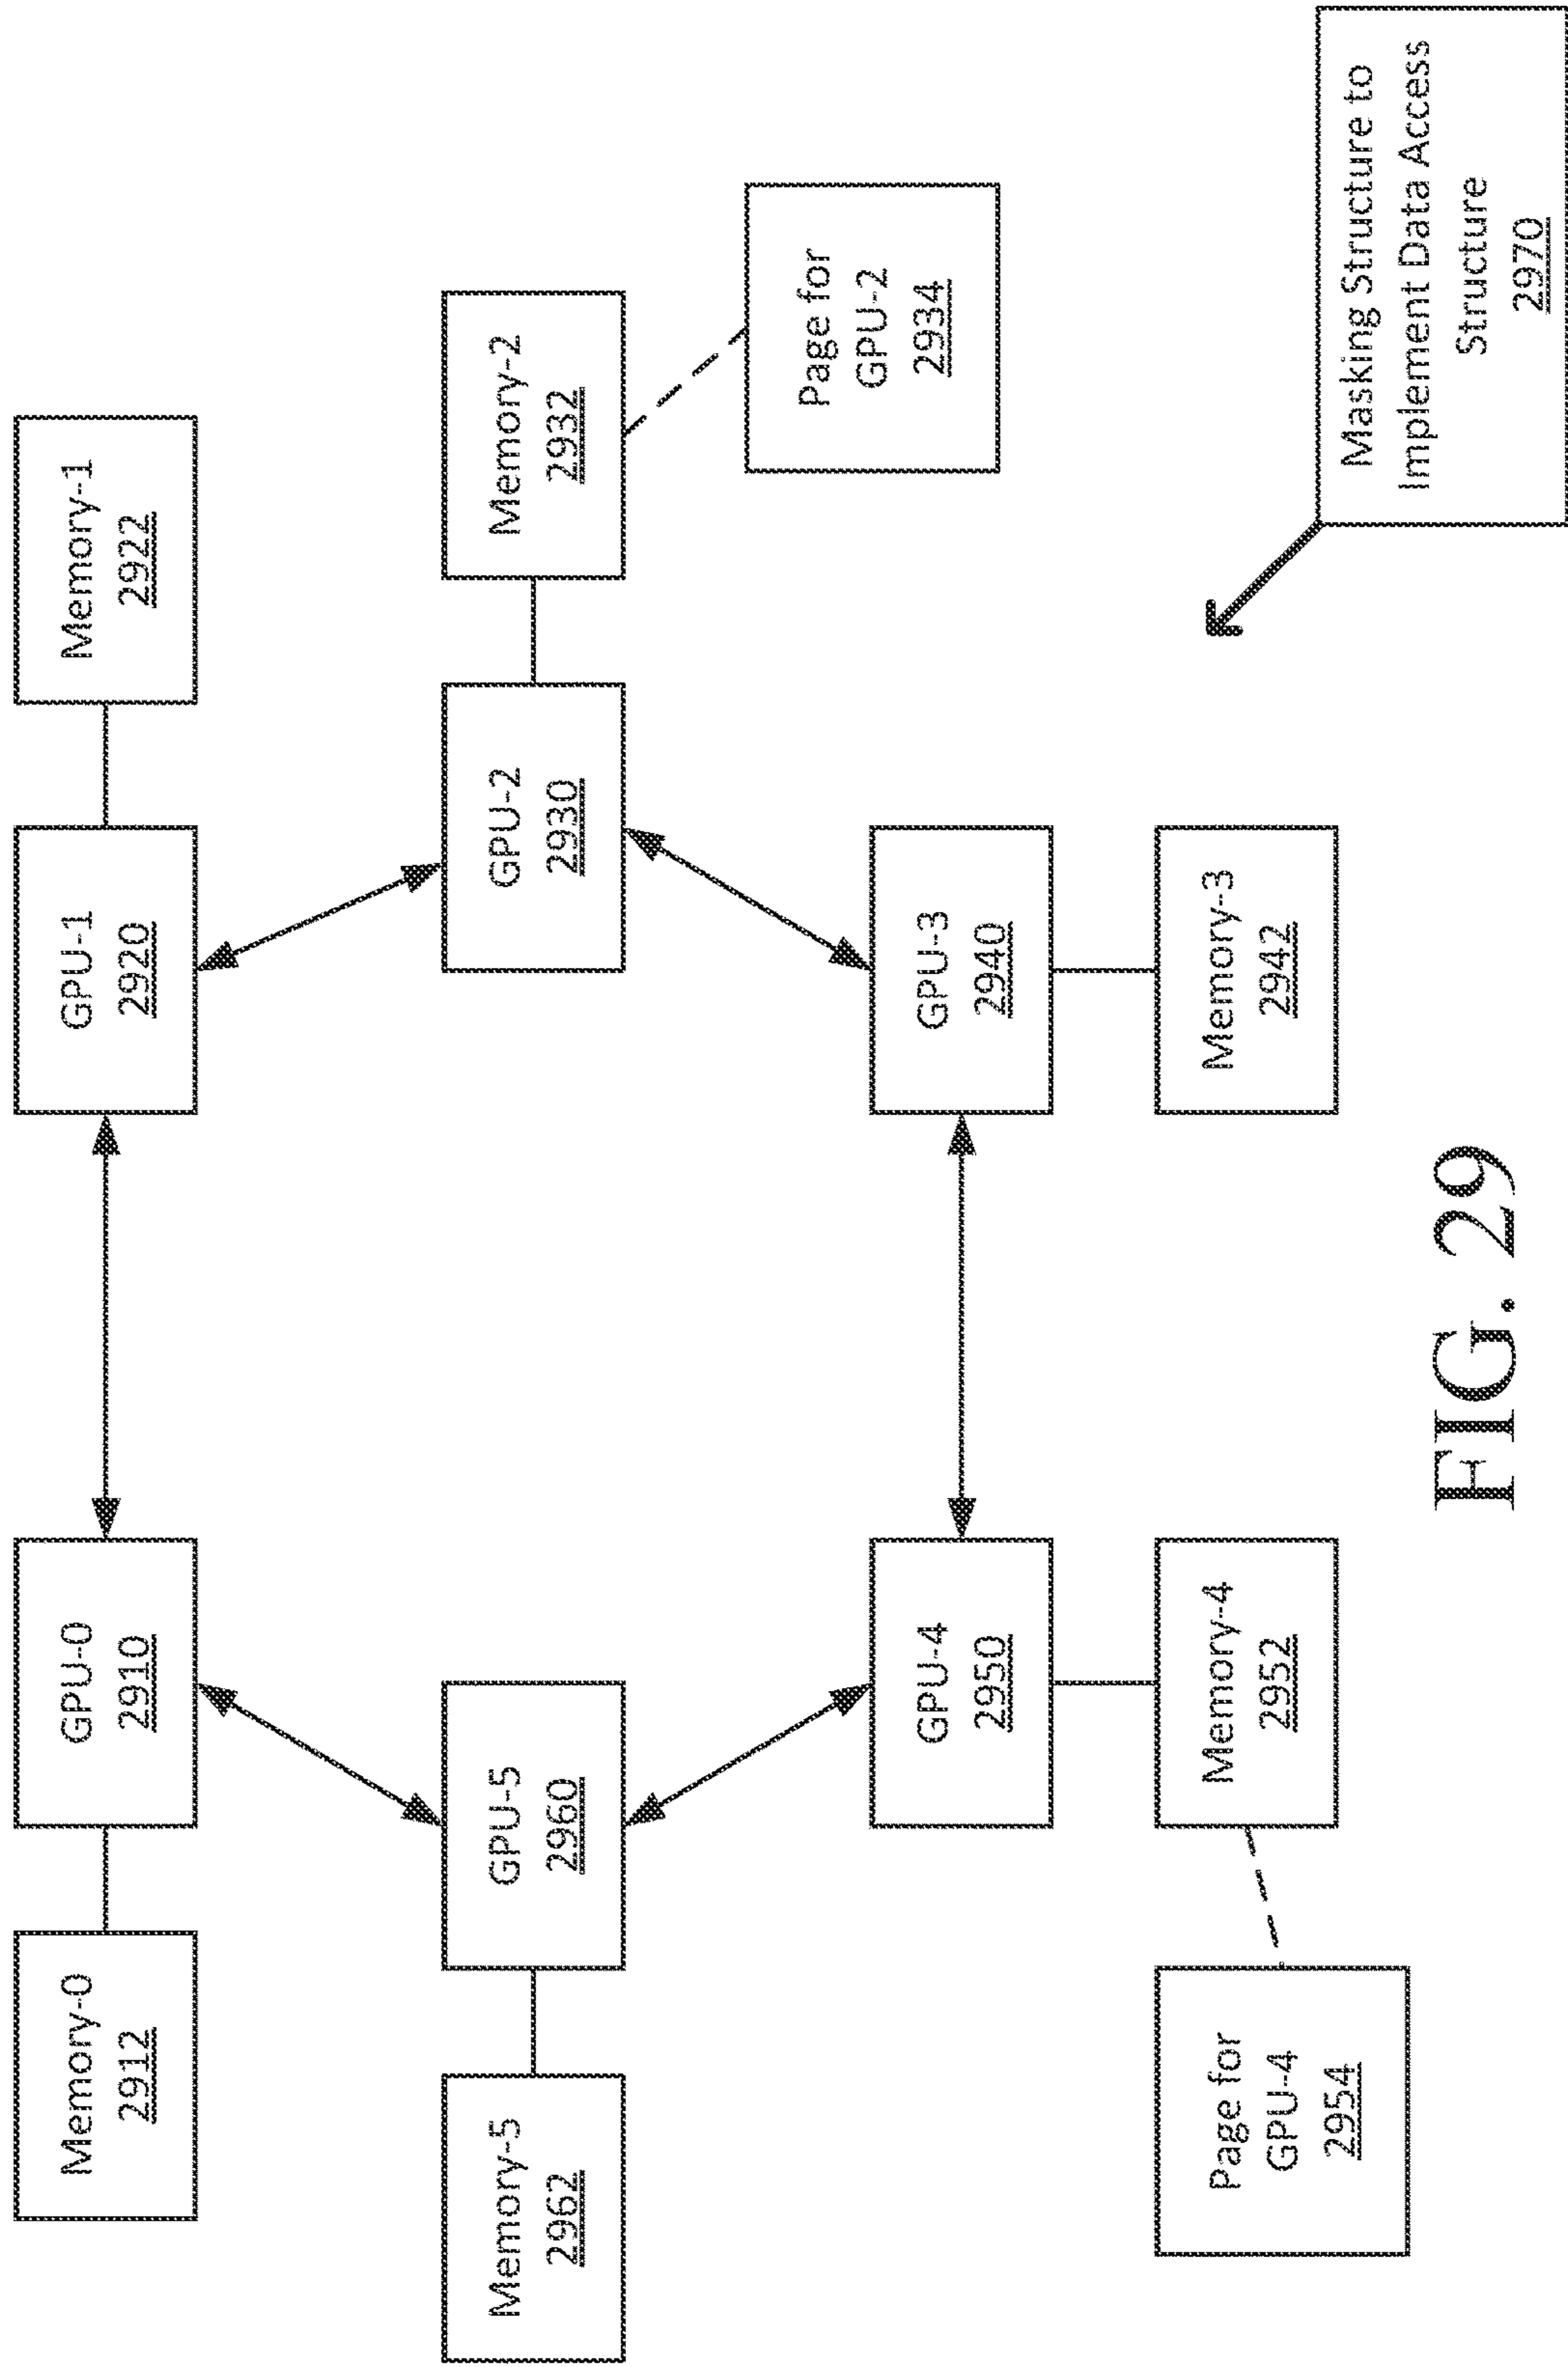 Memory-0
2912
GPU-0
2910
GPU-1
2920
Memory-1
2922
Memory-5
2962
GPU-5
2960
GPU-2
2930
Memory-2
2932
Page for
GPU-2
2934
GPU-4
2950
GPU-3
2940
Page for
GPU-4
2954
Memory-4
2952
Memory-3
2942
Masking Structure to
Implement Data Access
Structure
2970
FIG. 29